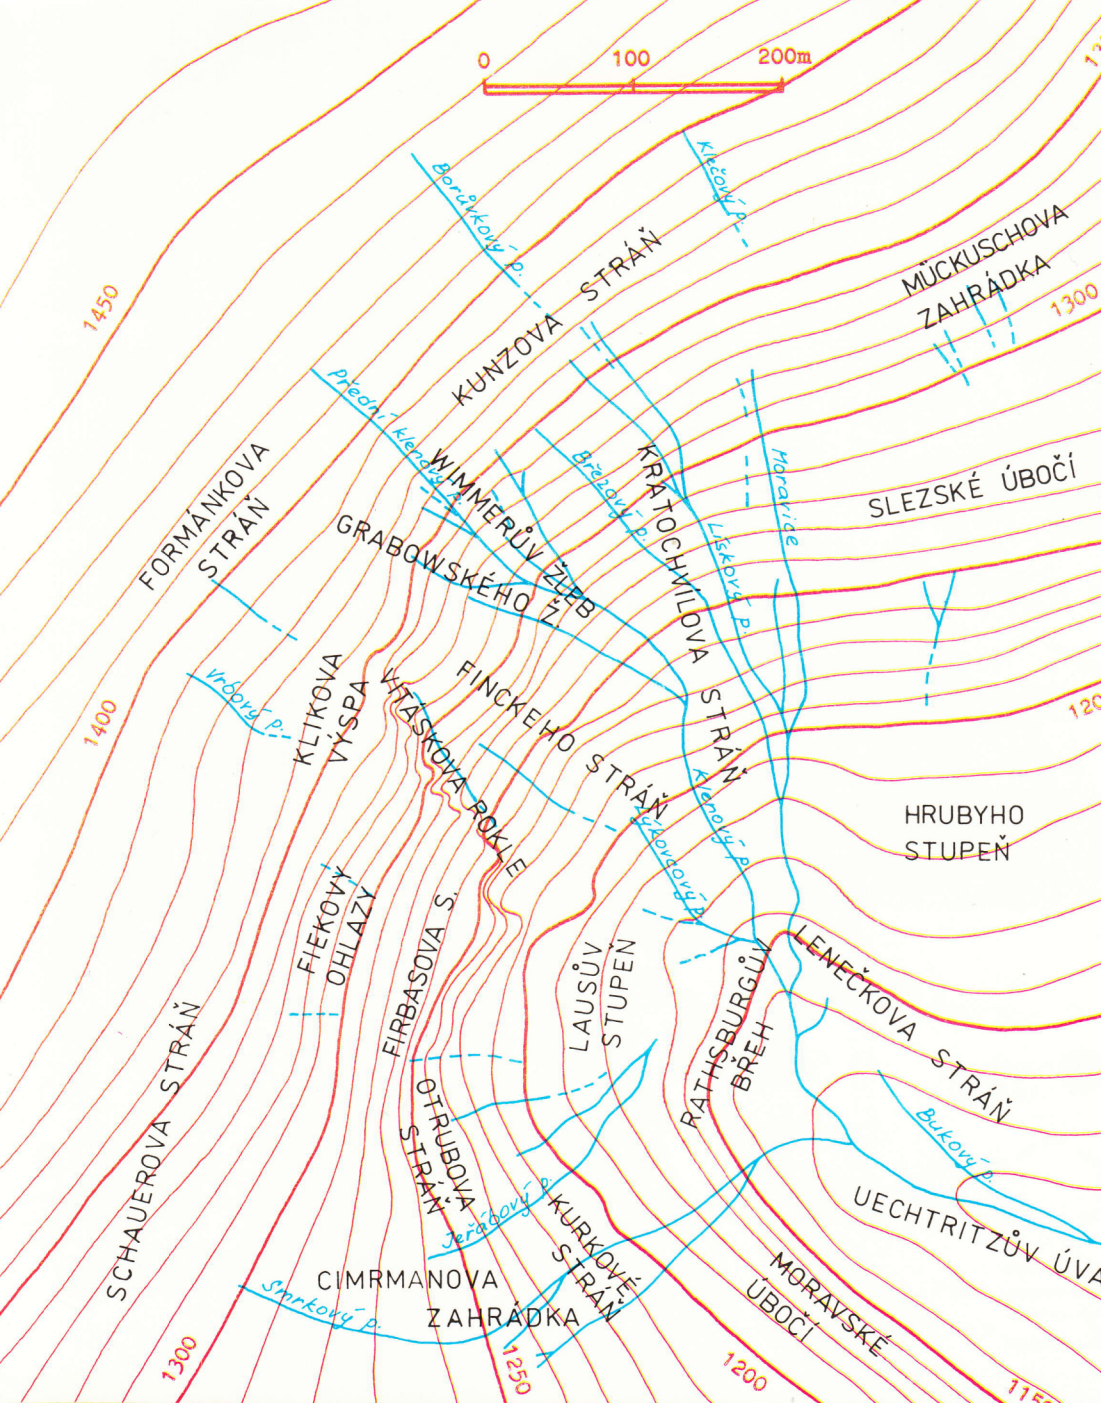 0 100 200m
Klečový p.
Borůvkový p.
MÜCKUSCHOVA
ZAHRÁDKA
1300
1450
KUNZOVA STRÁŇ
Přední klenový p.
WIMMERŮV ŽLEB
GRABOWSKÉHO Ž.
Březový p.
KRATOCHVÍLOVA STRÁŇ
Lískový p.
Moravice
SLEZSKÉ ÚBOČÍ
FORMÁNKOVA
STRÁŇ
Vrbový p.
1400
KLIKOVA
VÝSPA
VITÁSKOVA ROKLE
FINCKEHO STRÁŇ
Klenový p.
Lýkovcový p.
HRUBYHO
STUPEŇ
FIEKOVY
OHLAZY
FIRBASOVA S.
LAUSŮV
STUPEŇ
RATHSBURGŮV
BŘEH
LENEČKOVA STRÁŇ
SCHAUEROVA STRÁŇ
OTRUBOVA
STRÁŇ
Jeřábový p.
KURKOVÉ
STRÁŇ
Bukový p.
UECHTRITZŮV ÚVA
MORAVSKÉ
ÚBOČÍ
CIMRMANOVA
ZAHRÁDKA
Smrkový p.
1300
1250
1200